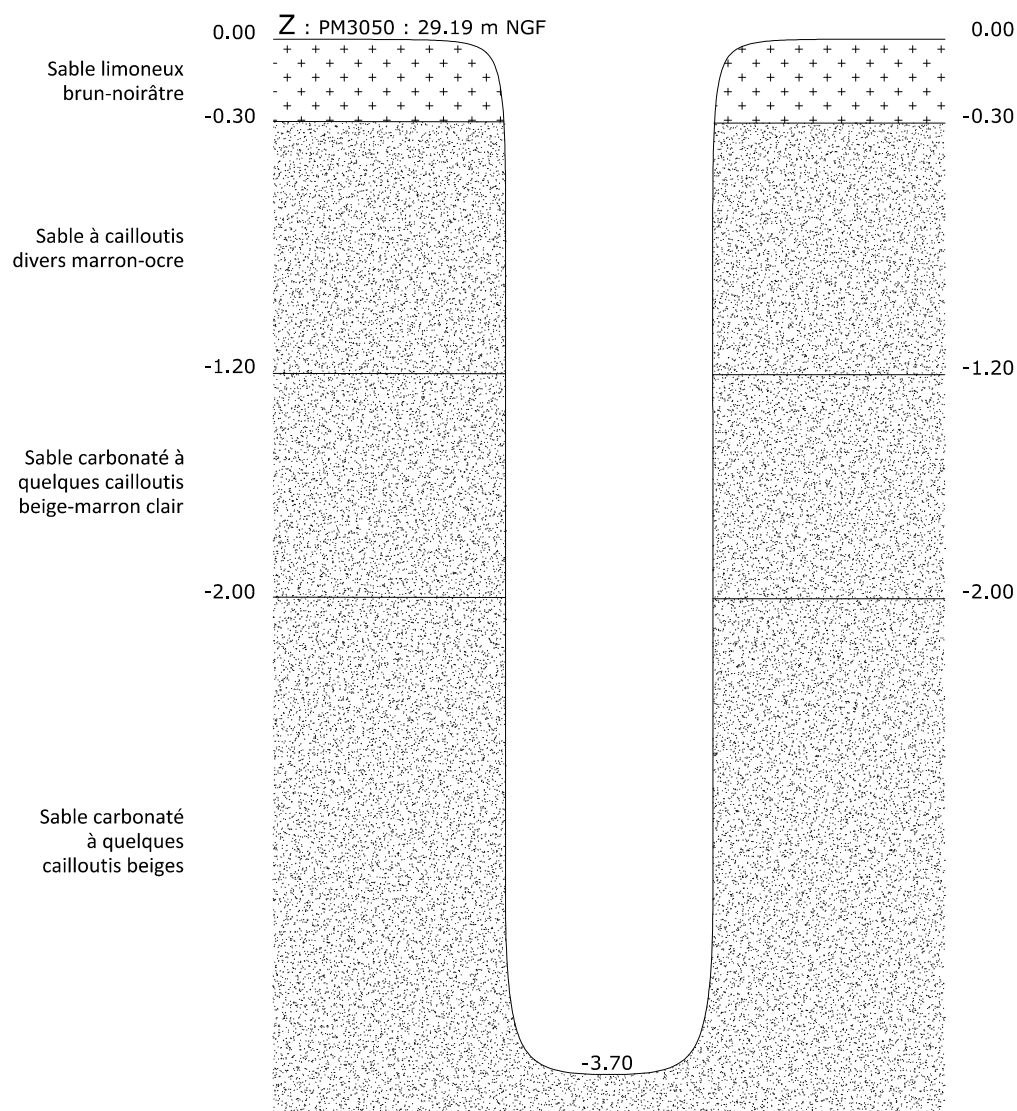 0.00
Z : PM3050 : 29.19 m NGF
0.00
Sable limoneux
brun-noirâtre
-0.30
-0.30
Sable à cailloutis
divers marron-ocre
-1.20
-1.20
Sable carbonaté à
quelques cailloutis
beige-marron clair
-2.00
-2.00
Sable carbonaté
à quelques
cailloutis beiges
-3.70